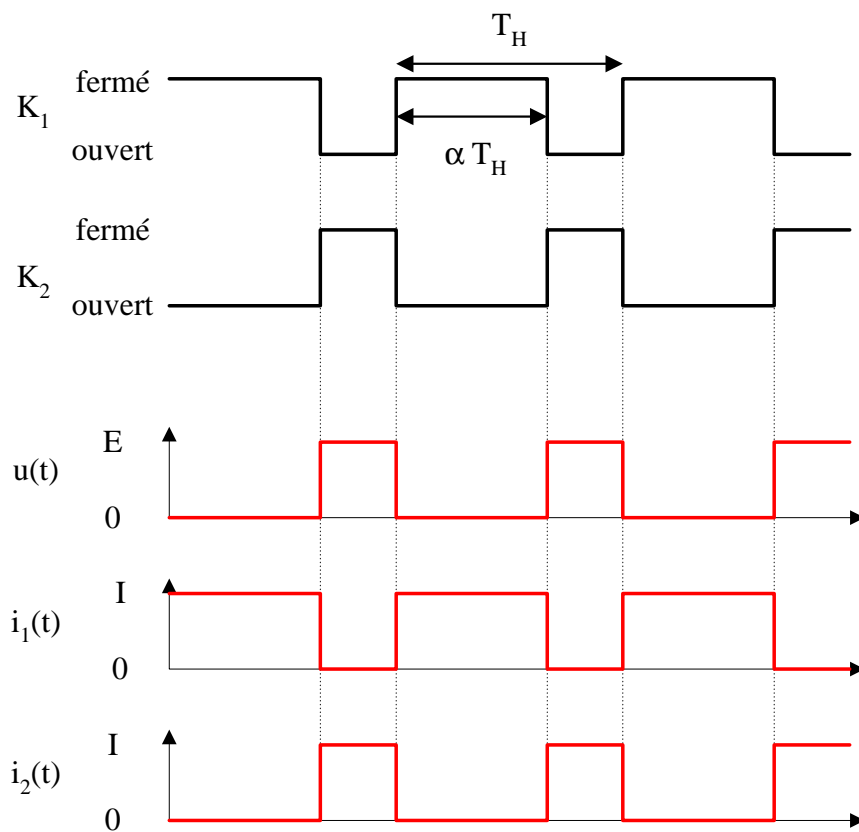 T_H
fermé
K_1
ouvert
α T_H
fermé
K_2
ouvert
E
u(t)
0
I
i_1(t)
0
I
i_2(t)
0